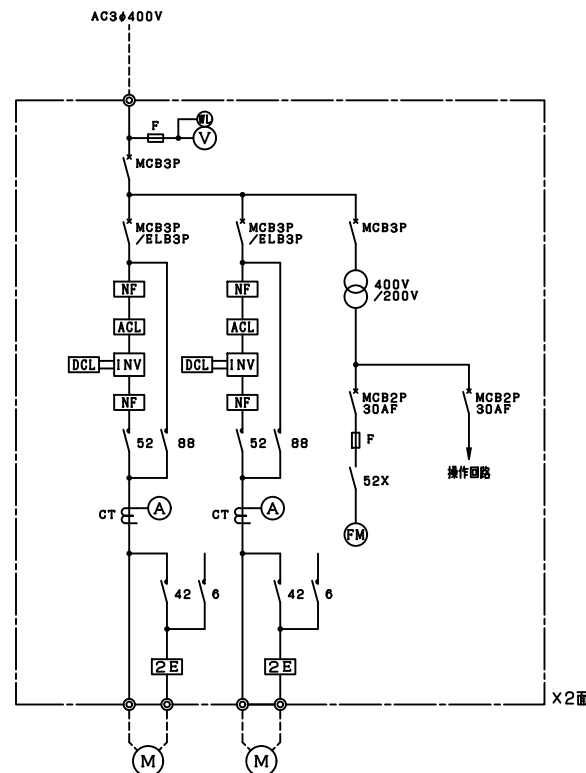 AC3φ400V
WL
F
V
MCB3P
MCB3P
/ELB3P
MCB3P
/ELB3P
MCB3P
NF
NF
400V
/200V
ACL
ACL
DCL
INV
DCL
INV
NF
NF
MCB2P
30AF
MCB2P
30AF
52
88
52
88
F
操作回路
52X
CT
A
CT
A
FM
42
6
42
6
2E
2E
X2面
M
M